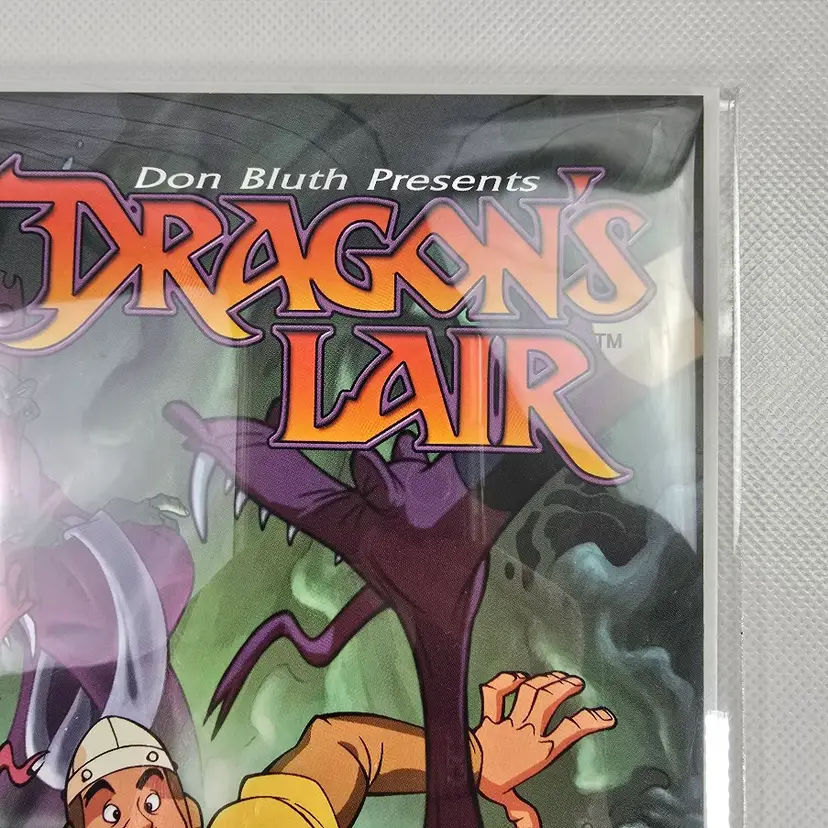 Don Bluth Presents
DRAGON'S
LAIR™